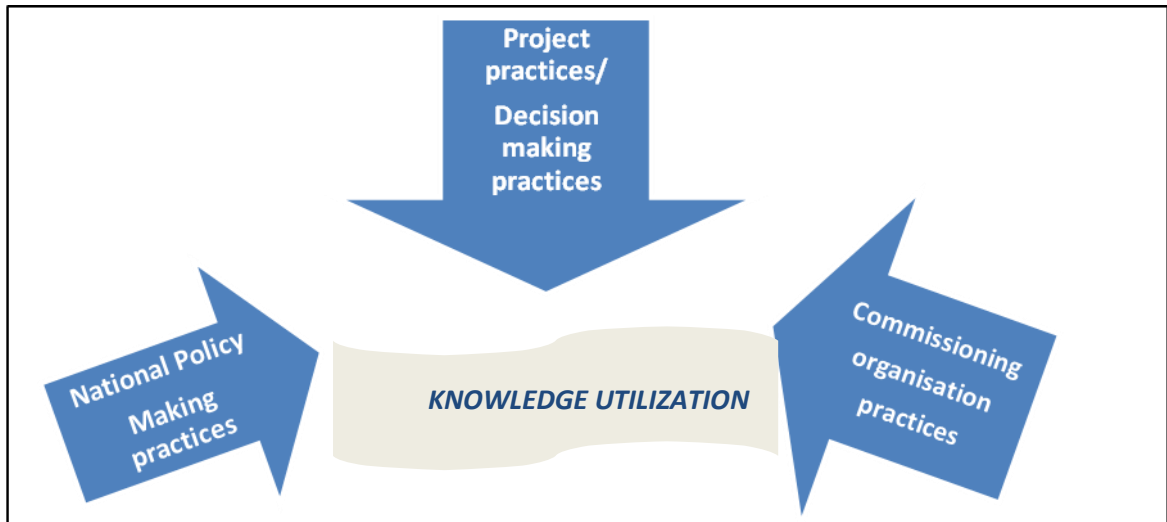 Project
practices/
Decision
making
practices
National Policy
Making
practices
KNOWLEDGE UTILIZATION
Commissioning
organisation
practices